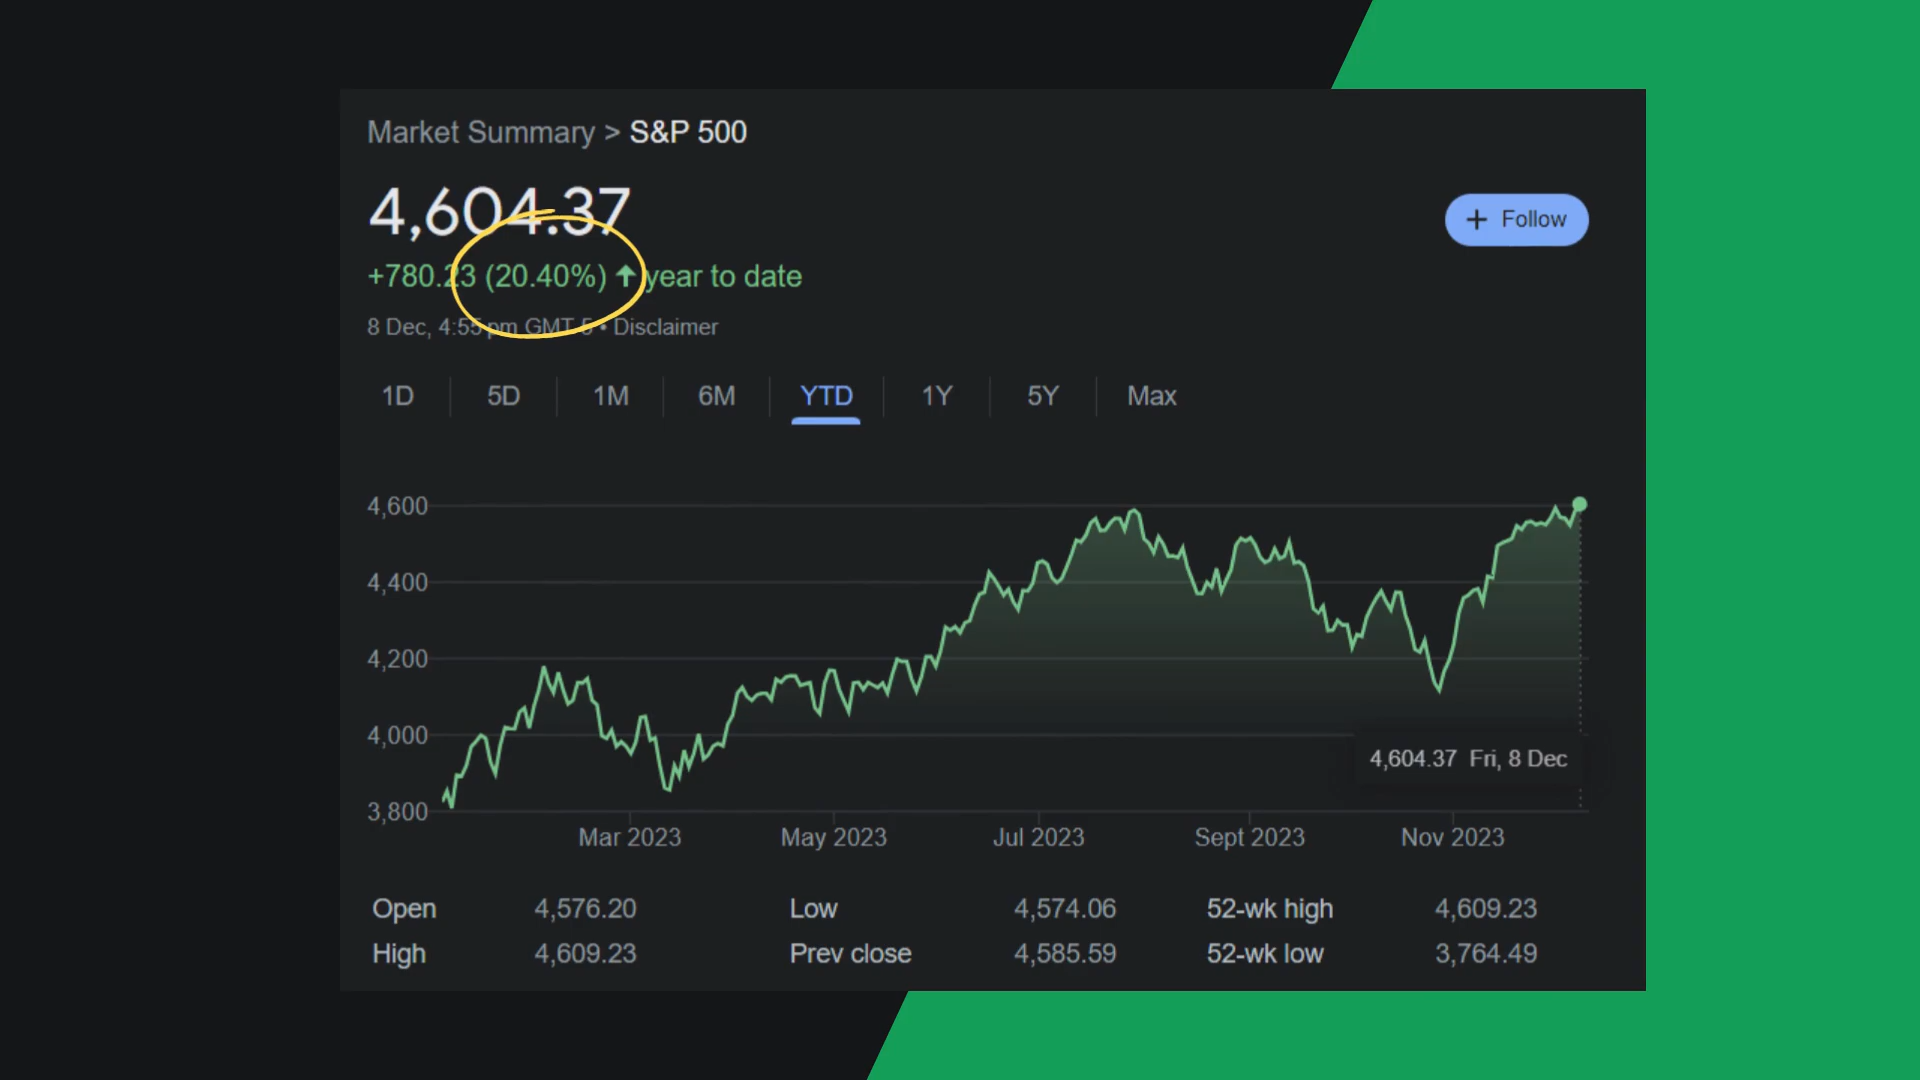 Market Summary > S&P 500
4,604.37
+ Follow
+780.23 (20.40%) ↑ year to date
8 Dec, 4:55 pm GMT-5 • Disclaimer
1D 5D 1M 6M YTD 1Y 5Y Max
4,600
4,400
4,200
4,000
3,800
4,604.37 Fri, 8 Dec
Mar 2023 May 2023 Jul 2023 Sept 2023 Nov 2023
Open 4,576.20 Low 4,574.06 52-wk high 4,609.23
High 4,609.23 Prev close 4,585.59 52-wk low 3,764.49